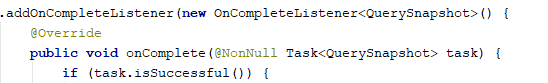 .addOnCompleteListener(new OnCompleteListener<QuerySnapshot>() {
@Override
public void onComplete(@NonNull Task<QuerySnapshot> task) {
if (task.isSuccessful()) {